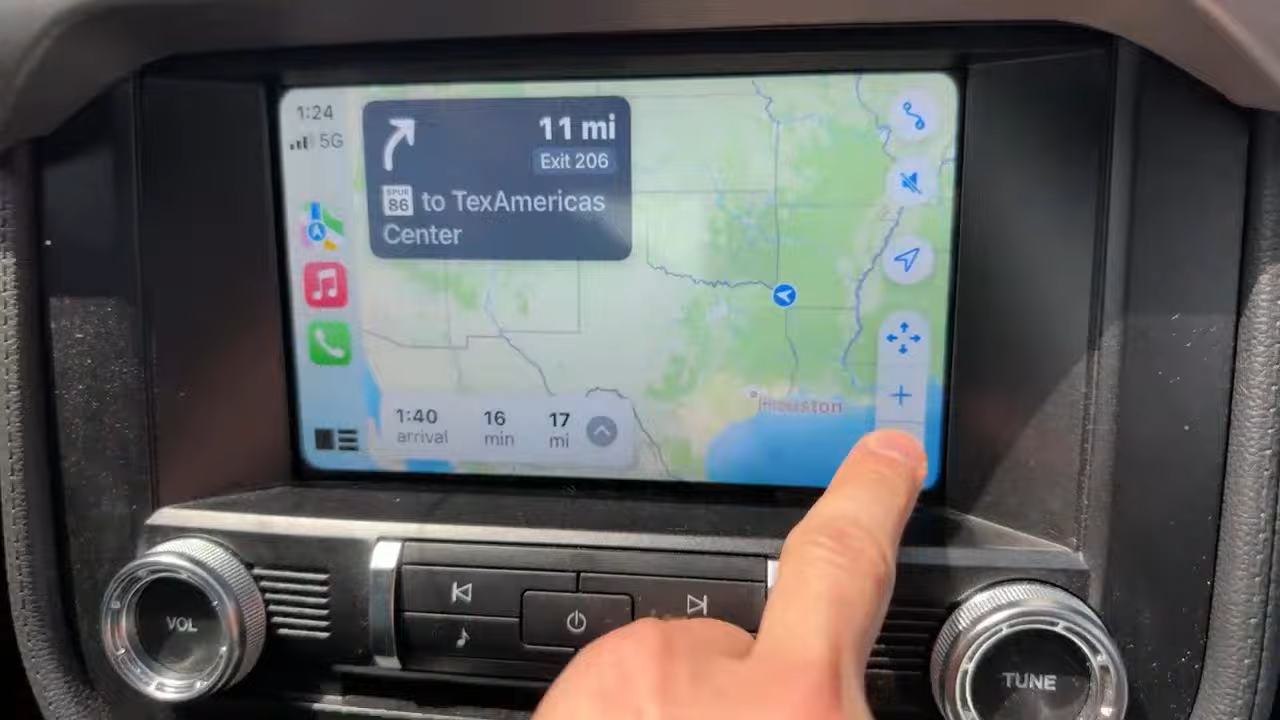 1:24
5G
11 mi
Exit 206
SPUR
86
to TexAmericas
Center
Houston
1:40
16
17
arrival
min
mi
VOL
TUNE